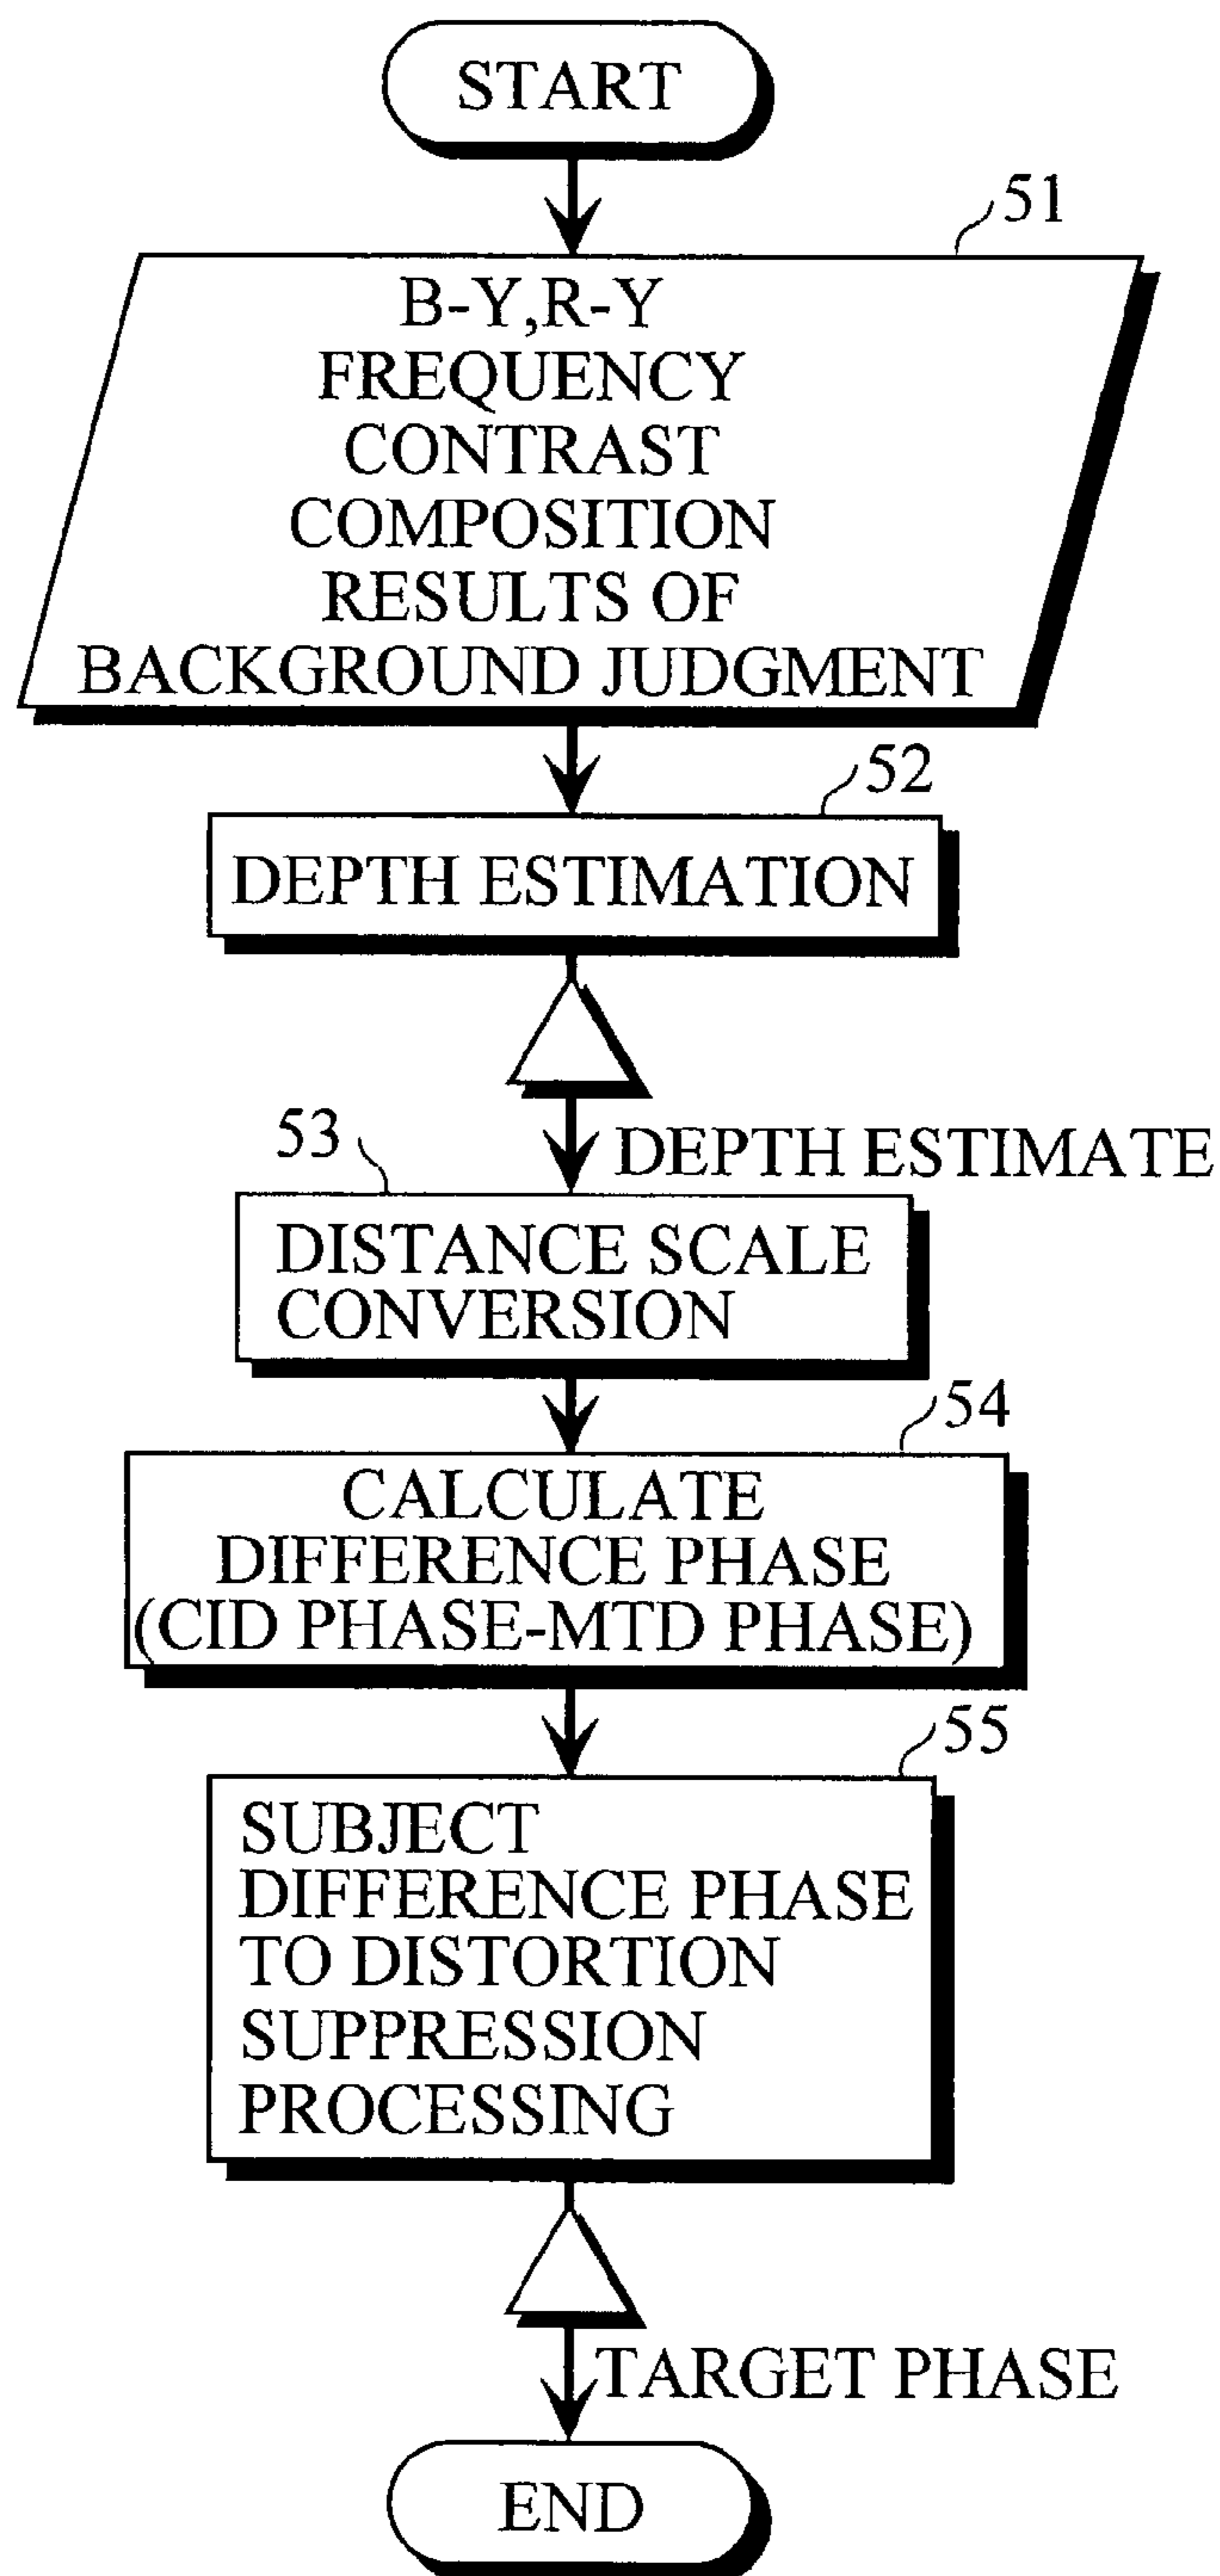 START
51
B-Y,R-Y
FREQUENCY
CONTRAST
COMPOSITION
RESULTS OF
BACKGROUND JUDGMENT
52
DEPTH ESTIMATION
DEPTH ESTIMATE
53
DISTANCE SCALE
CONVERSION
54
CALCULATE
DIFFERENCE PHASE
(CID PHASE-MTD PHASE)
55
SUBJECT
DIFFERENCE PHASE
TO DISTORTION
SUPPRESSION
PROCESSING
TARGET PHASE
END